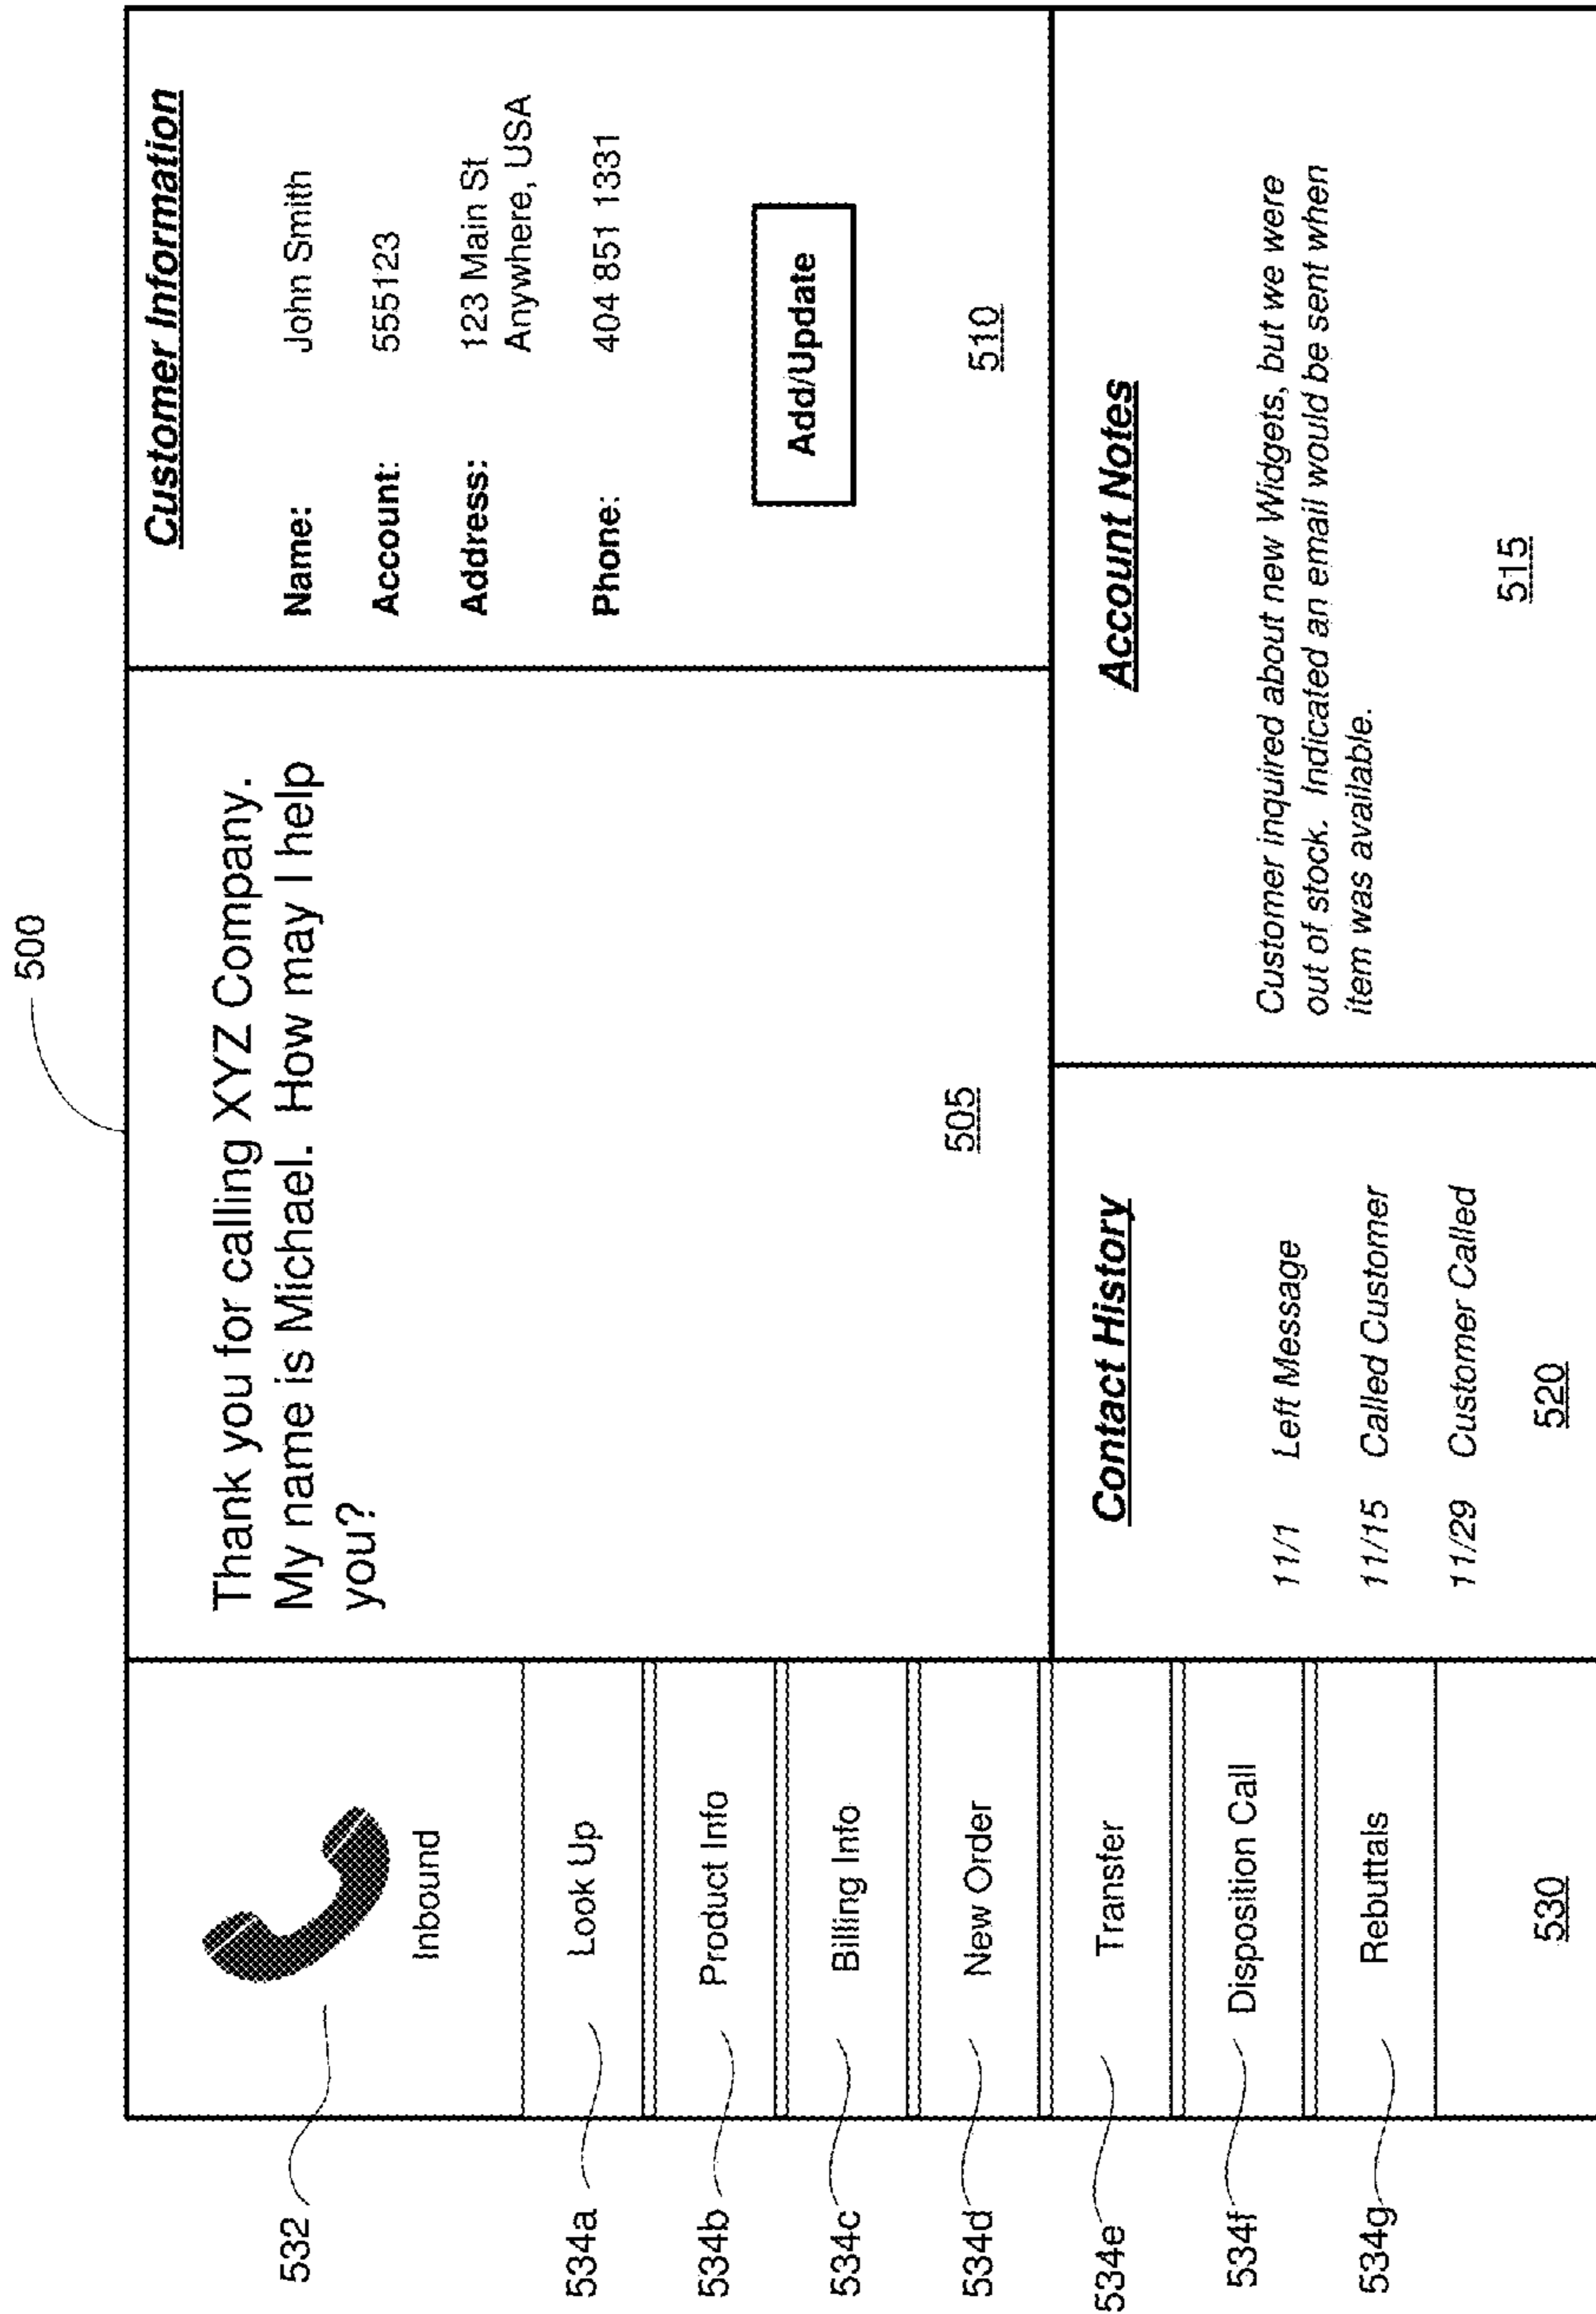 500
532
Inbound
534a
Look Up
534b
Product Info
534c
Billing Info
534d
New Order
534e
Transfer
534f
Disposition Call
534g
Rebuttals
530
Thank you for calling XYZ Company.
My name is Michael. How may I help
you?
505
Customer Information
Name: John Smith
Account: 555123
Address: 123 Main St
Anywhere, USA
Phone: 404 851 1331
Add/Update
510
Contact History
11/1 Left Message
11/15 Called Customer
11/29 Customer Called
520
Account Notes
Customer inquired about new Widgets, but we were
out of stock. Indicated an email would be sent when
item was available.
515